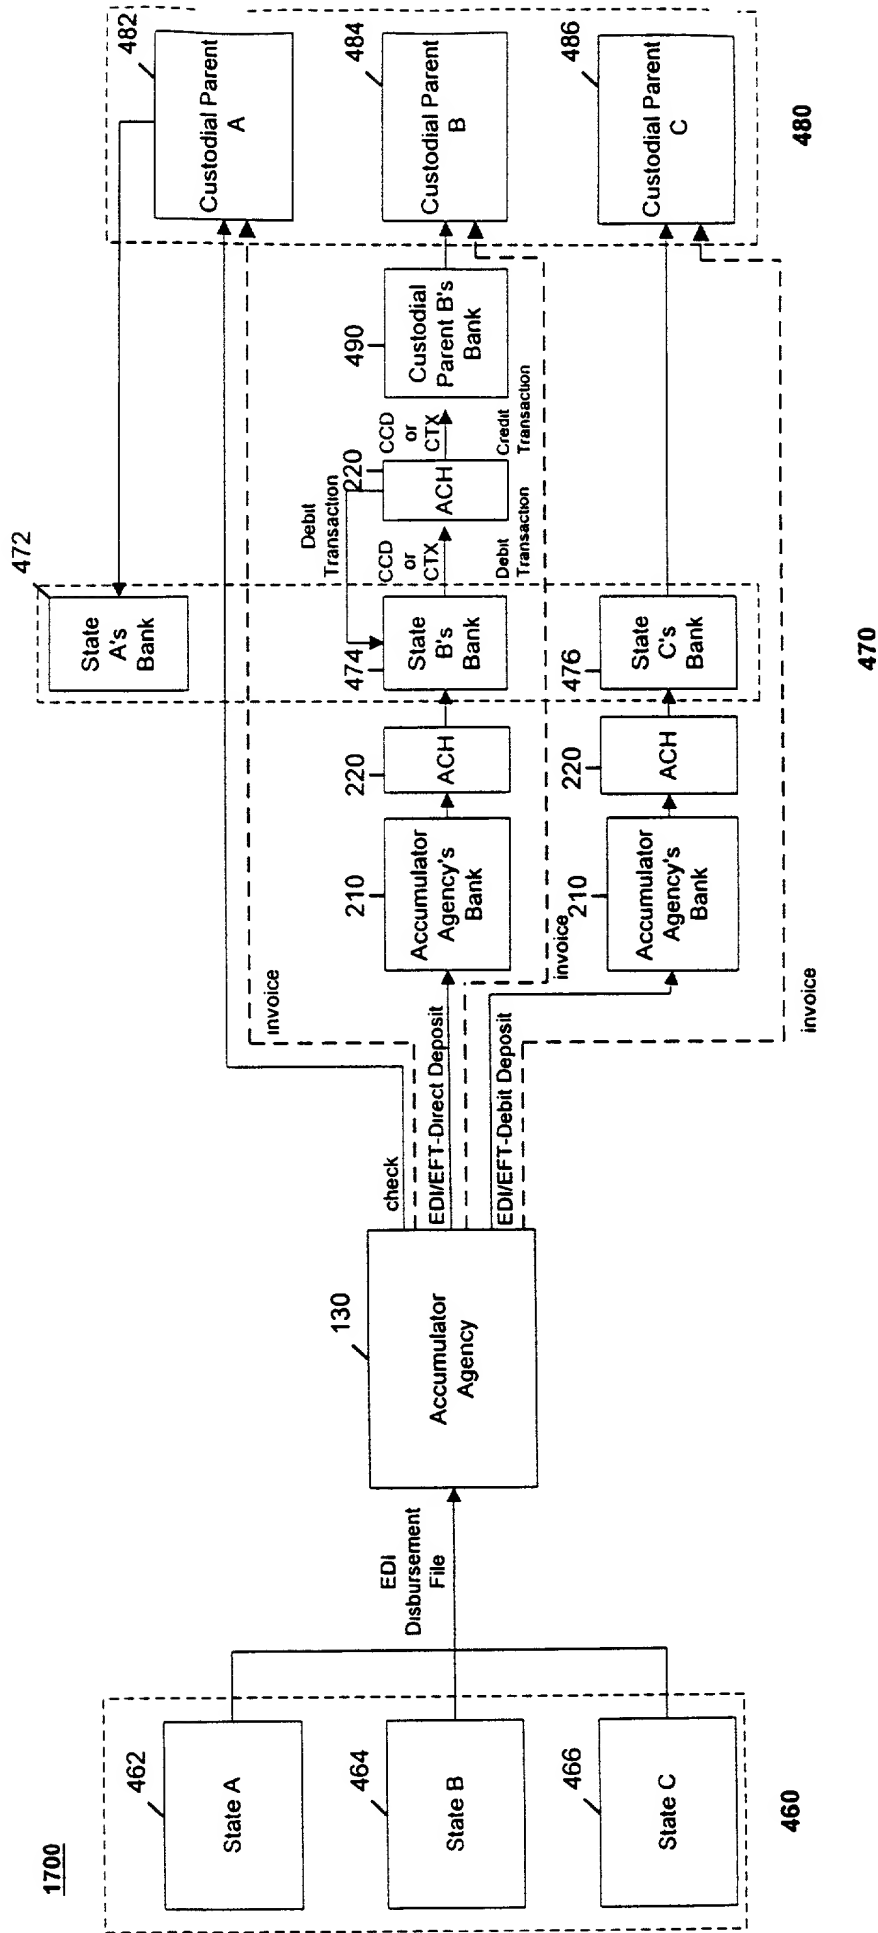 1700
462
State A
464
State B
466
State C
460
EDI
Disbursement
File
130
Accumulator
Agency
check
EDI/EFT-Direct Deposit
EDI/EFT-Debit Deposit
invoice
invoice
invoice
210
Accumulator
Agency's
Bank
220
ACH
210
Accumulator
Agency's
Bank
220
ACH
472
State
A's
Bank
474
State
B's
Bank
476
State
C's
Bank
470
Debit
Transaction
CCD
or
CTX
Debit
Transaction
220
ACH
CCD
or
CTX
Credit
Transaction
490
Custodial
Parent B's
Bank
482
Custodial Parent
A
484
Custodial Parent
B
486
Custodial Parent
C
480